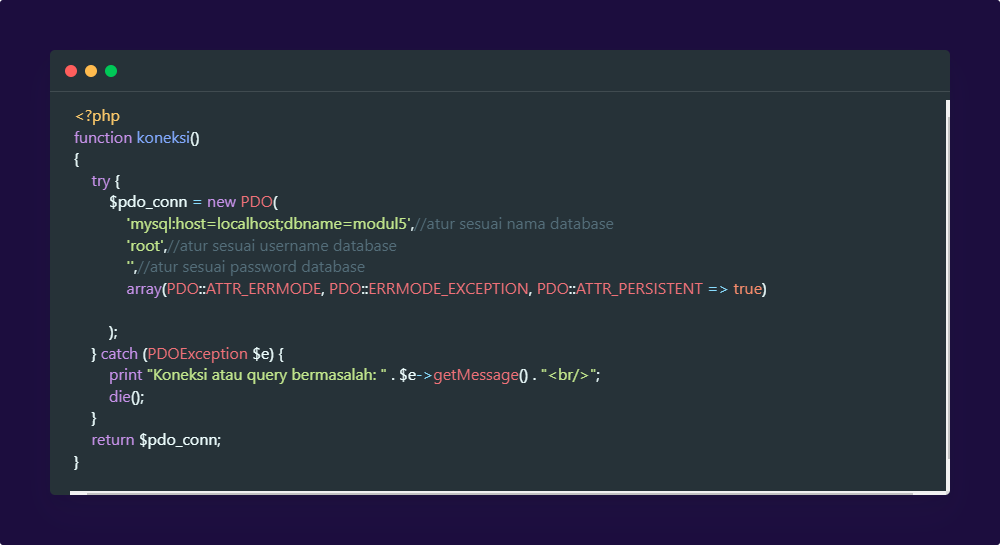 <?php
function koneksi()
{
try {
$pdo_conn = new PDO(
'mysql:host=localhost;dbname=modul5',//atur sesuai nama database
'root',//atur sesuai username database
'',//atur sesuai password database
array(PDO::ATTR_ERRMODE, PDO::ERRMODE_EXCEPTION, PDO::ATTR_PERSISTENT => true)
);
} catch (PDOException $e) {
print "Koneksi atau query bermasalah: " . $e->getMessage() . "<br/>";
die();
}
return $pdo_conn;
}